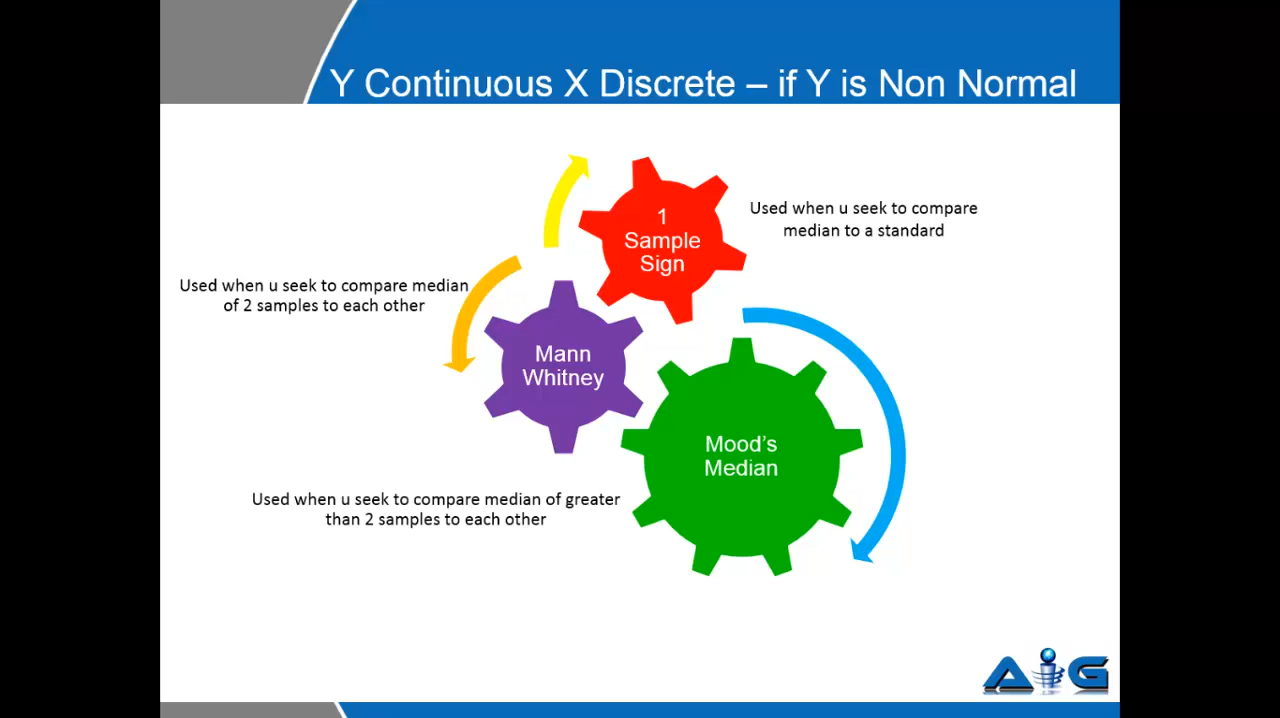 Y Continuous X Discrete – if Y is Non Normal
1
Sample
Sign
Used when u seek to compare
median to a standard
Used when u seek to compare median
of 2 samples to each other
Mann
Whitney
Mood's
Median
Used when u seek to compare median of greater
than 2 samples to each other
AiG